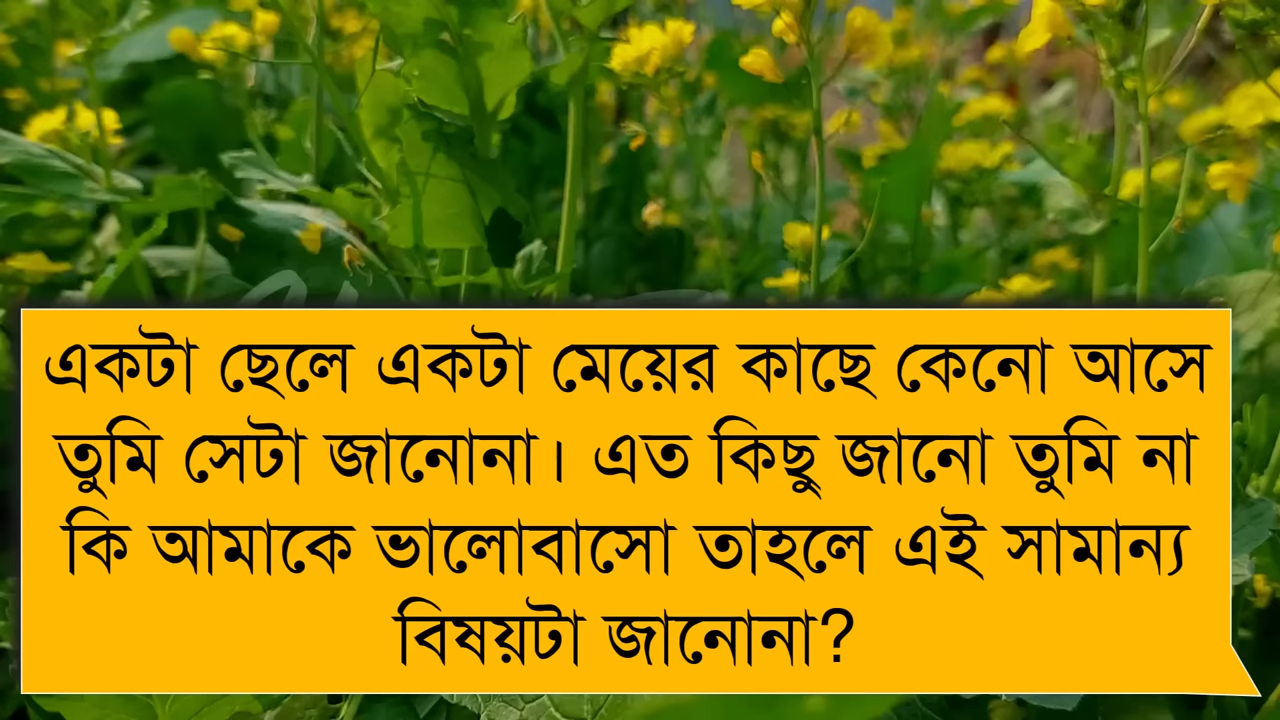 একটা ছেলে একটা মেয়ের কাছে কেনো আসে
তুমি সেটা জানোনা। এত কিছু জানো তুমি না
কি আমাকে ভালোবাসো তাহলে এই সামান্য
বিষয়টা জানোনা?